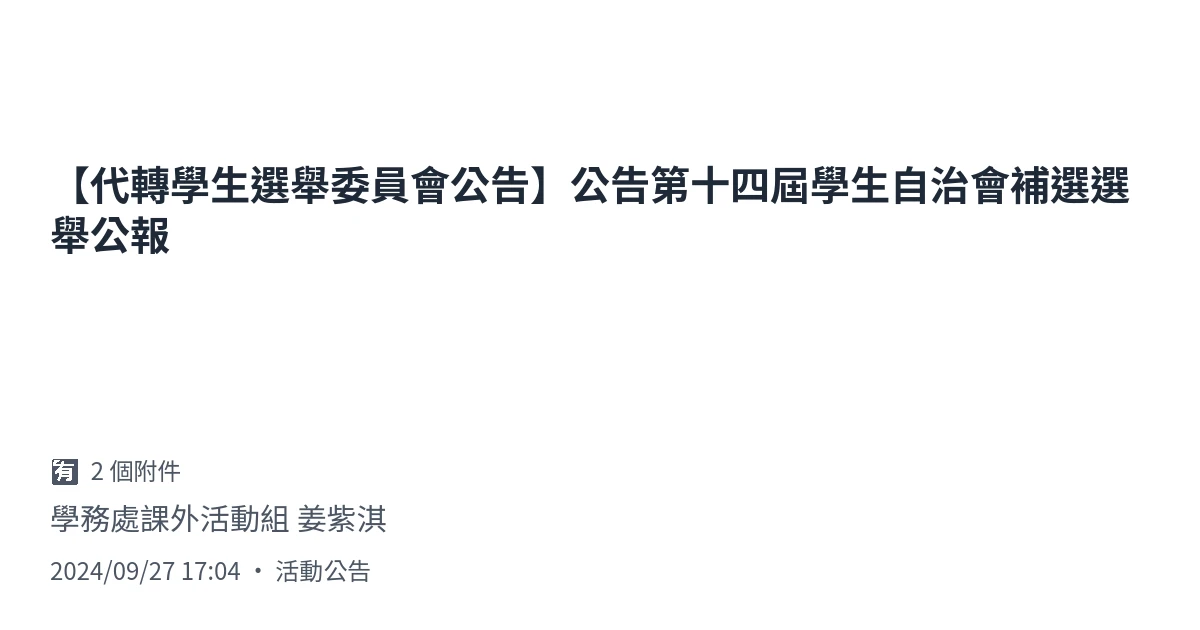 【代轉學生選舉委員會公告】公告第十四屆學生自治會補選選
舉公報
有 2 個附件
學務處課外活動組 姜紫淇
2024/09/27 17:04 • 活動公告